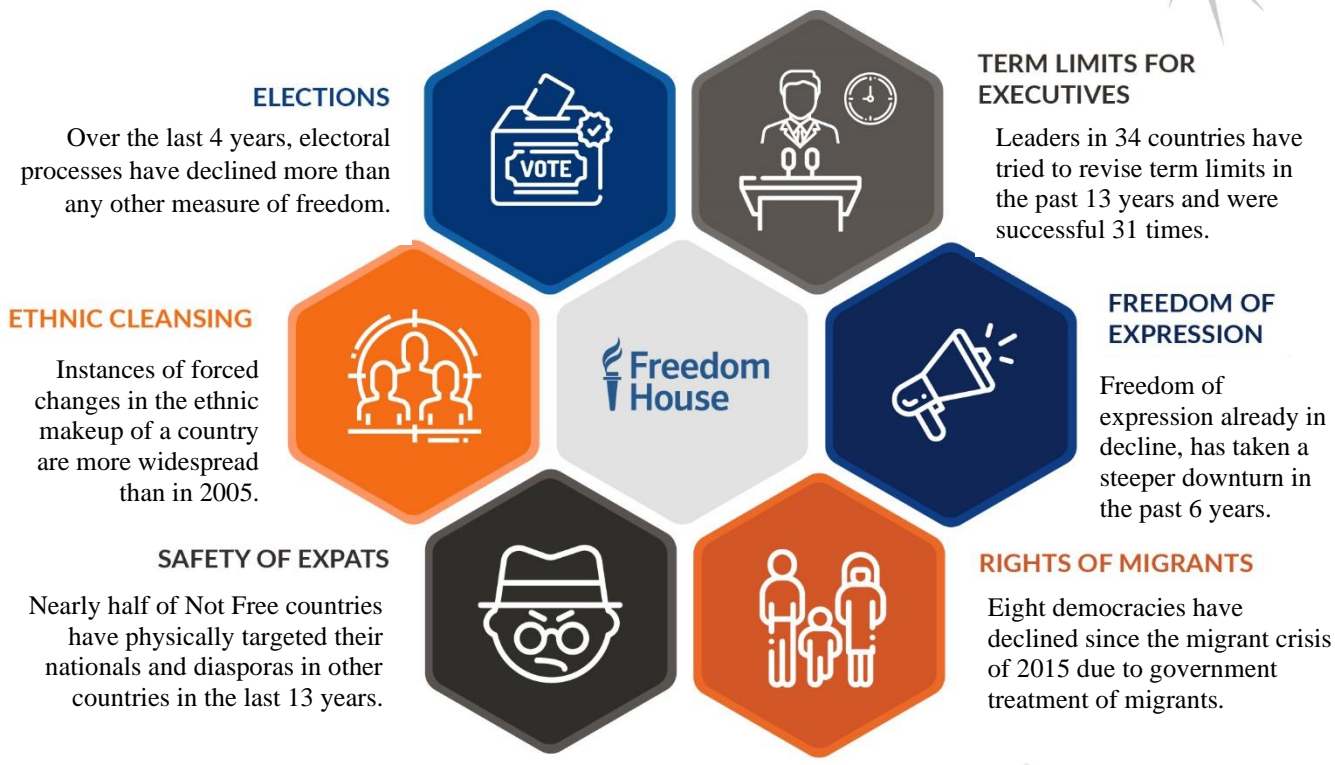 ELECTIONS
Over the last 4 years, electoral
processes have declined more than
any other measure of freedom.
VOTE
TERM LIMITS FOR
EXECUTIVES
Leaders in 34 countries have
tried to revise term limits in
the past 13 years and were
successful 31 times.
ETHNIC CLEANSING
Instances of forced
changes in the ethnic
makeup of a country
are more widespread
than in 2005.
Freedom
House
FREEDOM OF
EXPRESSION
Freedom of
expression already in
decline, has taken a
steeper downturn in
the past 6 years.
SAFETY OF EXPATS
Nearly half of Not Free countries
have physically targeted their
nationals and diasporas in other
countries in the last 13 years.
RIGHTS OF MIGRANTS
Eight democracies have
declined since the migrant crisis
of 2015 due to government
treatment of migrants.